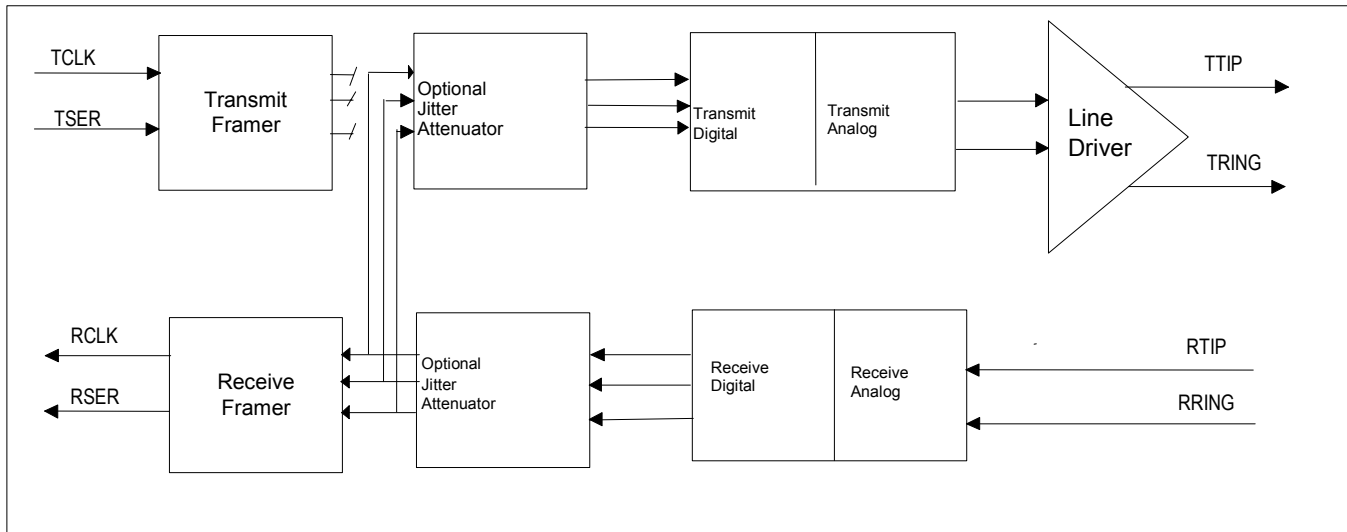 TCLK
TSER
Transmit
Framer
Optional
Jitter
Attenuator
Transmit
Digital
Transmit
Analog
Line
Driver
TTIP
TRING
RCLK
RSER
Receive
Framer
Optional
Jitter
Attenuator
Receive
Digital
Receive
Analog
RTIP
RRING